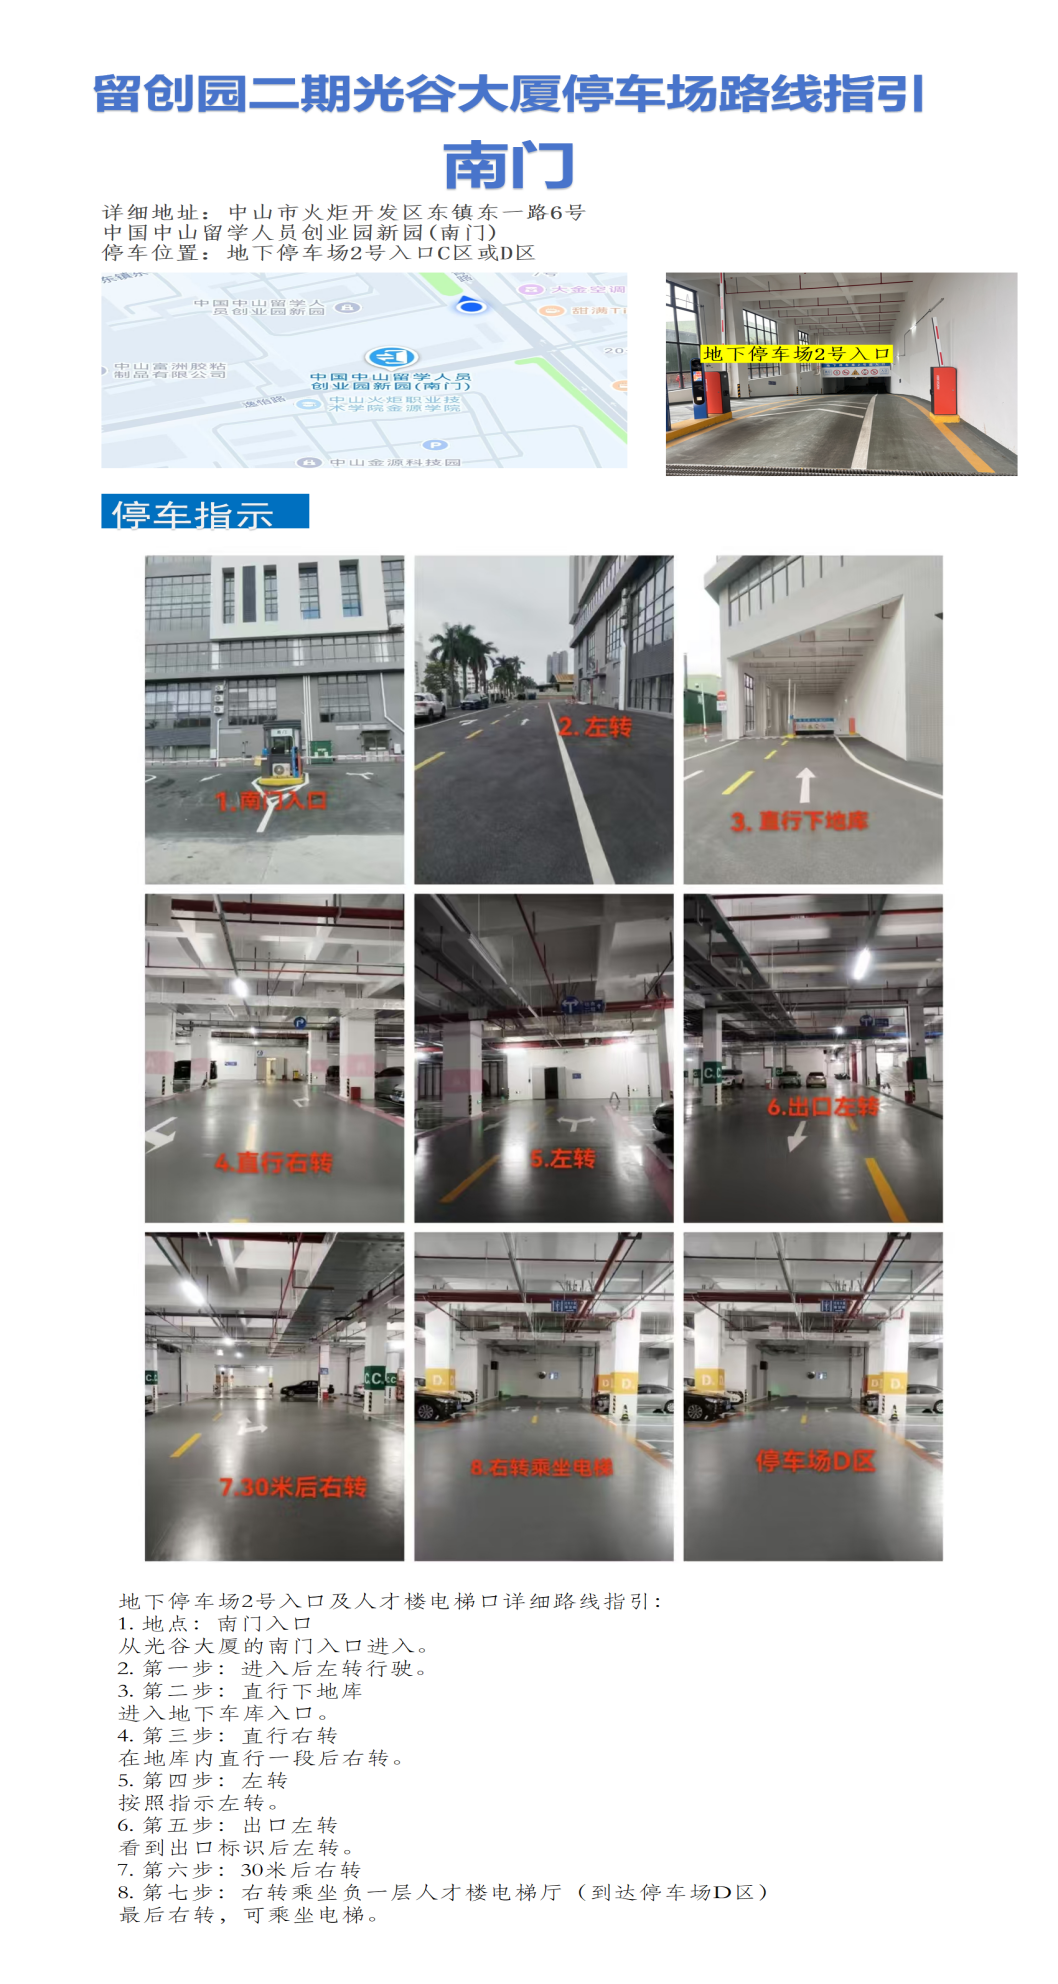 留创园二期光谷大厦停车场路线指引
南门
详细地址：中山市火炬开发区东镇东一路6号
中国中山留学人员创业园新园(南门)
停车位置：地下停车场2号入口C区或D区
中国中山留学人
员创业园新园
大金空调
中山富洲胶粘
制品有限公司
中国中山留学人员
创业园新园(南门)
逸怡路
中山火炬职业技
术学院金源学院
P
中山金源科技园
地下停车场2号入口
停车指示
1.南门入口
2.左转
3.直行下地库
4.直行右转
5.左转
6.出口左转
7.30米后右转
8.右转乘坐电梯
停车场D区
地下停车场2号入口及人才楼电梯口详细路线指引：
1. 地点：南门入口
从光谷大厦的南门入口进入。
2. 第一步：进入后左转行驶。
3. 第二步：直行下地库
进入地下车库入口。
4. 第三步：直行右转
在地库内直行一段后右转。
5. 第四步：左转
按照指示左转。
6. 第五步：出口左转
看到出口标识后左转。
7. 第六步：30米后右转
8. 第七步：右转乘坐负一层人才楼电梯厅（到达停车场D区）
最后右转，可乘坐电梯。